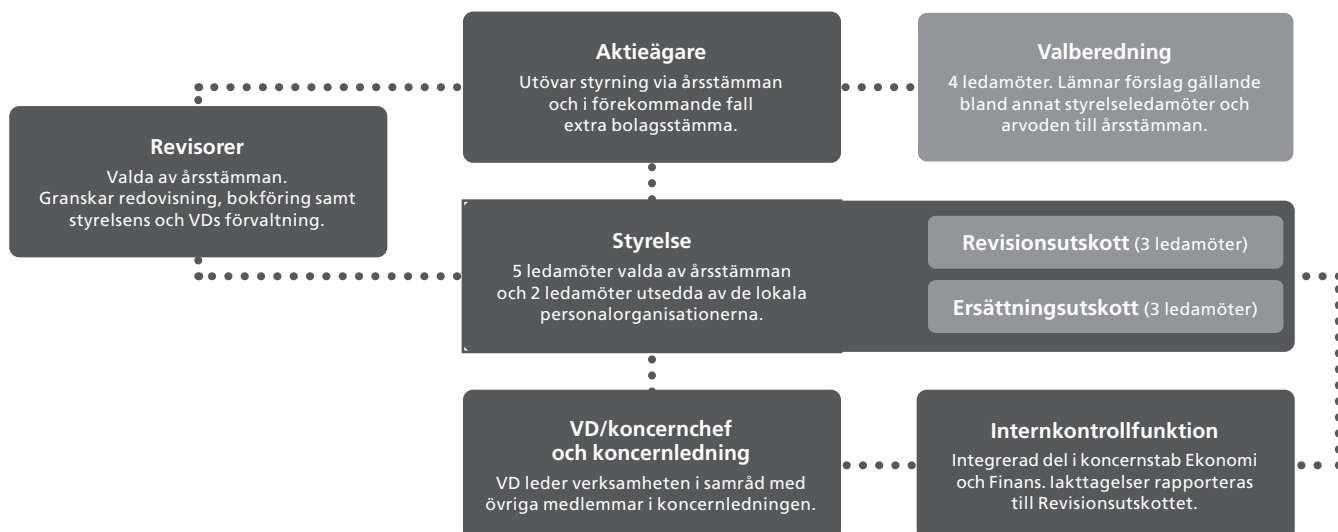 Aktieägare
Utövar styrning via årsstämman
och i förekommande fall
extra bolagsstämma.
Valberedning
4 ledamöter. Lämnar förslag gällande
bland annat styrelseledamöter och
arvoden till årsstämman.
Revisorer
Valda av årsstämman.
Granskar redovisning, bokföring samt
styrelsens och VDs förvaltning.
Styrelse
5 ledamöter valda av årsstämman
och 2 ledamöter utsedda av de lokala
personalorganisationerna.
Revisionsutskott (3 ledamöter)
Ersättningsutskott (3 ledamöter)
VD/koncernchef
och koncernledning
VD leder verksamheten i samråd med
övriga medlemmar i koncernledningen.
Internkontrollfunktion
Integrerad del i koncernstab Ekonomi
och Finans. Iakttagelser rapporteras
till Revisionsutskottet.